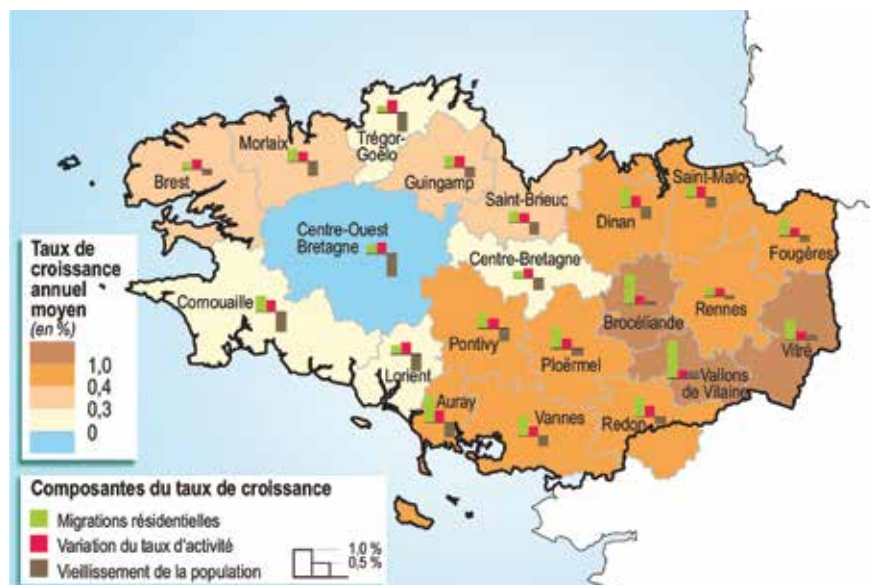 Morlaix
Trégor-
Goëlo
Brest
Guingamp
Saint-Brieuc
Saint-Malo
Dinan
Fougères
Centre-Ouest
Bretagne
Centre-Bretagne
Cornouaille
Brocéliande
Rennes
Vitré
Pontivy
Ploërmel
Lorient
Vallons
de Vilaine
Auray
Vannes
Redon
Taux de
croissance
annuel
moyen
(en %)
1,0
0,4
0,3
0
Composantes du taux de croissance
Migrations résidentielles
Variation du taux d'activité
Vieillissement de la population
1,0 %
0,5 %